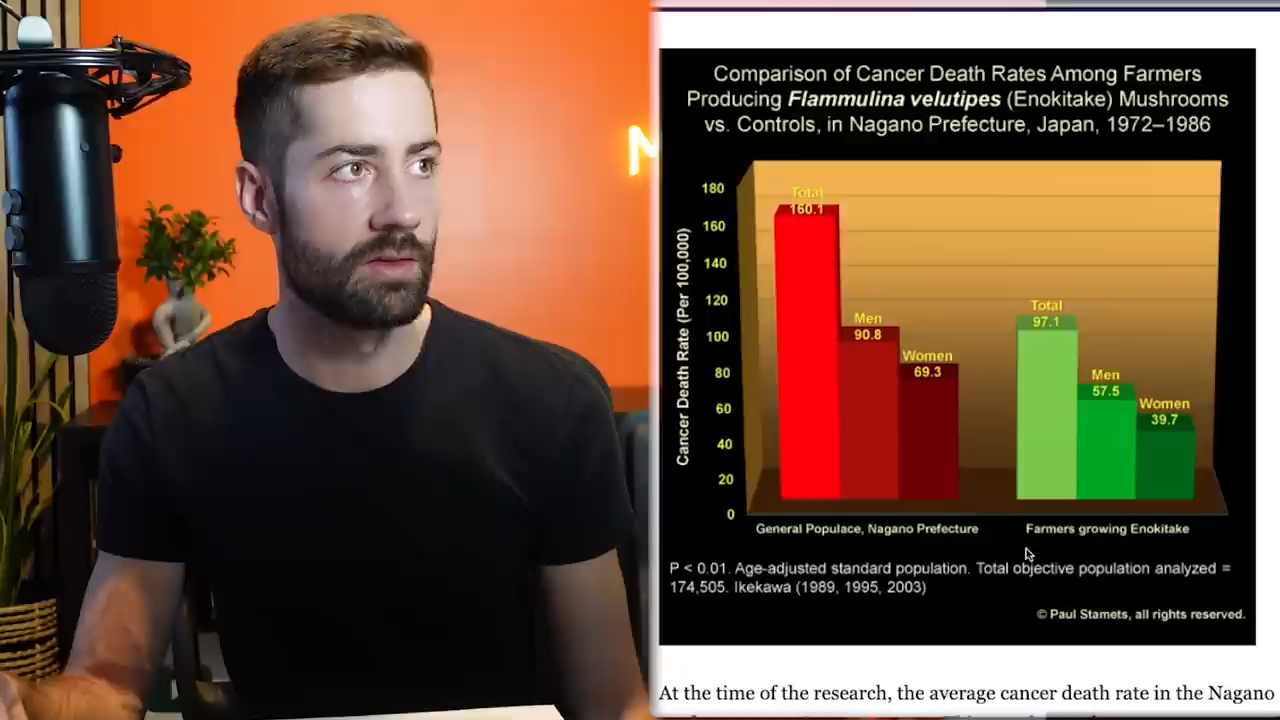 N
Comparison of Cancer Death Rates Among Farmers
Producing Flammulina velutipes (Enokitake) Mushrooms
vs. Controls, in Nagano Prefecture, Japan, 1972–1986
Cancer Death Rate (Per 100,000)
180
160
140
120
100
80
60
40
20
0
Total
160.1
Men
90.8
Women
69.3
Total
97.1
Men
57.5
Women
39.7
General Populace, Nagano Prefecture
Farmers growing Enokitake
P < 0.01. Age-adjusted standard population. Total objective population analyzed =
174,505. Ikekawa (1989, 1995, 2003)
© Paul Stamets, all rights reserved.
At the time of the research, the average cancer death rate in the Nagano